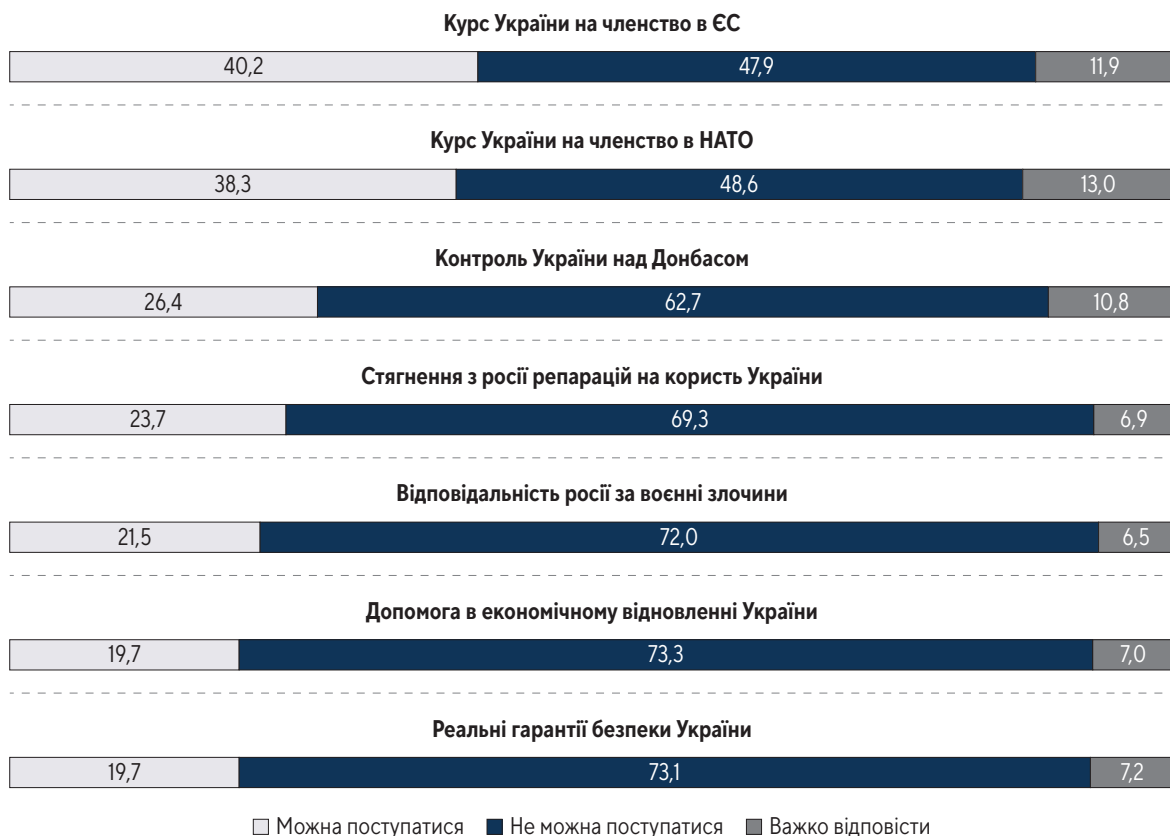 Курс України на членство в ЄС
40,2 47,9 11,9
Курс України на членство в НАТО
38,3 48,6 13,0
Контроль України над Донбасом
26,4 62,7 10,8
Стягнення з росії репарацій на користь України
23,7 69,3 6,9
Відповідальність росії за воєнні злочини
21,5 72,0 6,5
Допомога в економічному відновленні України
19,7 73,3 7,0
Реальні гарантії безпеки України
19,7 73,1 7,2
Можна поступатися Не можна поступатися Важко відповісти